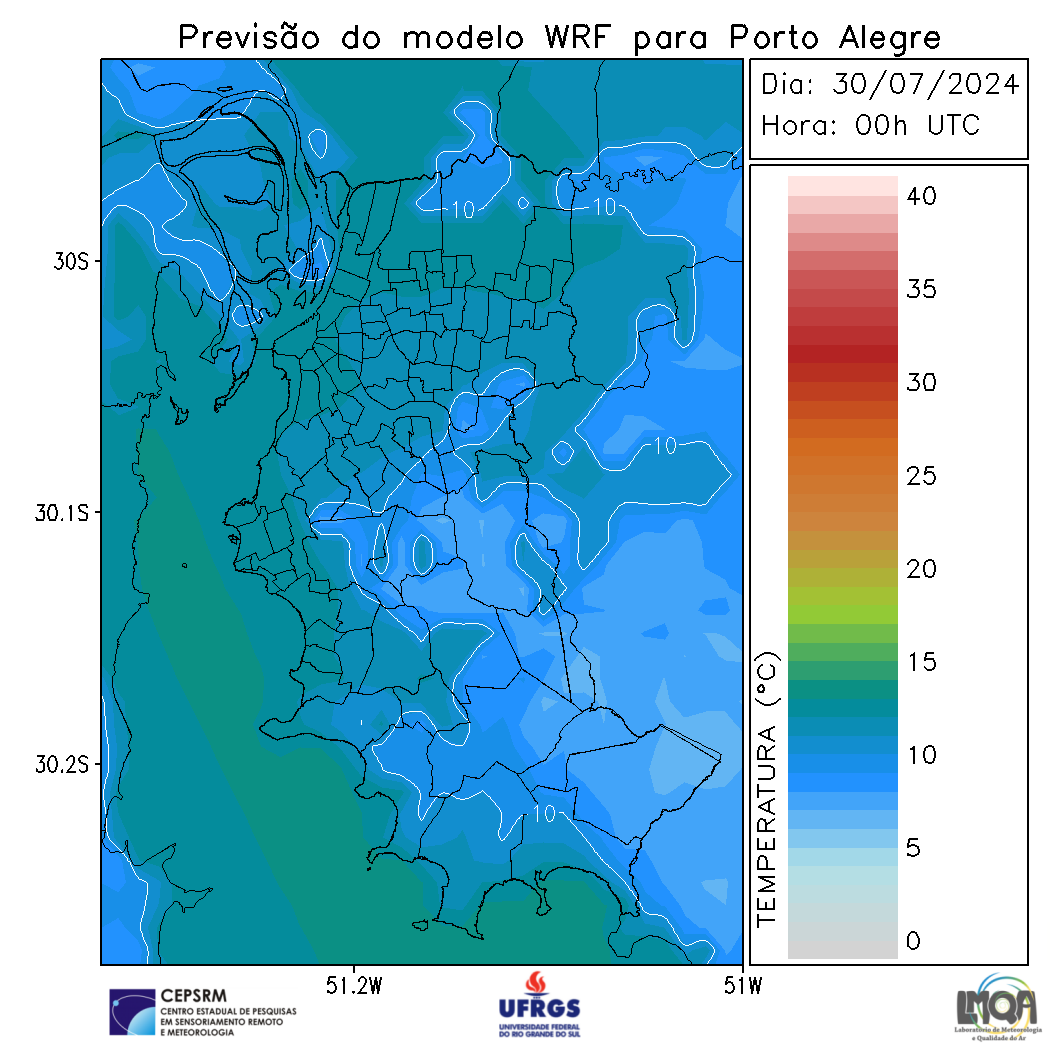 Previsão do modelo WRF para Porto Alegre
Dia: 30/07/2024
Hora: 00h UTC
40
35
30
25
20
15
10
5
0
TEMPERATURA (°C)
30S
30.1S
30.2S
51.2W
51W
10
10
10
10
CEPSRM
CENTRO ESTADUAL DE PESQUISAS
EM SENSORIAMENTO REMOTO
E METEOROLOGIA
UFRGS
UNIVERSIDADE FEDERAL
DO RIO GRANDE DO SUL
LMQA
Laboratório de Meteorologia
e Qualidade do Ar